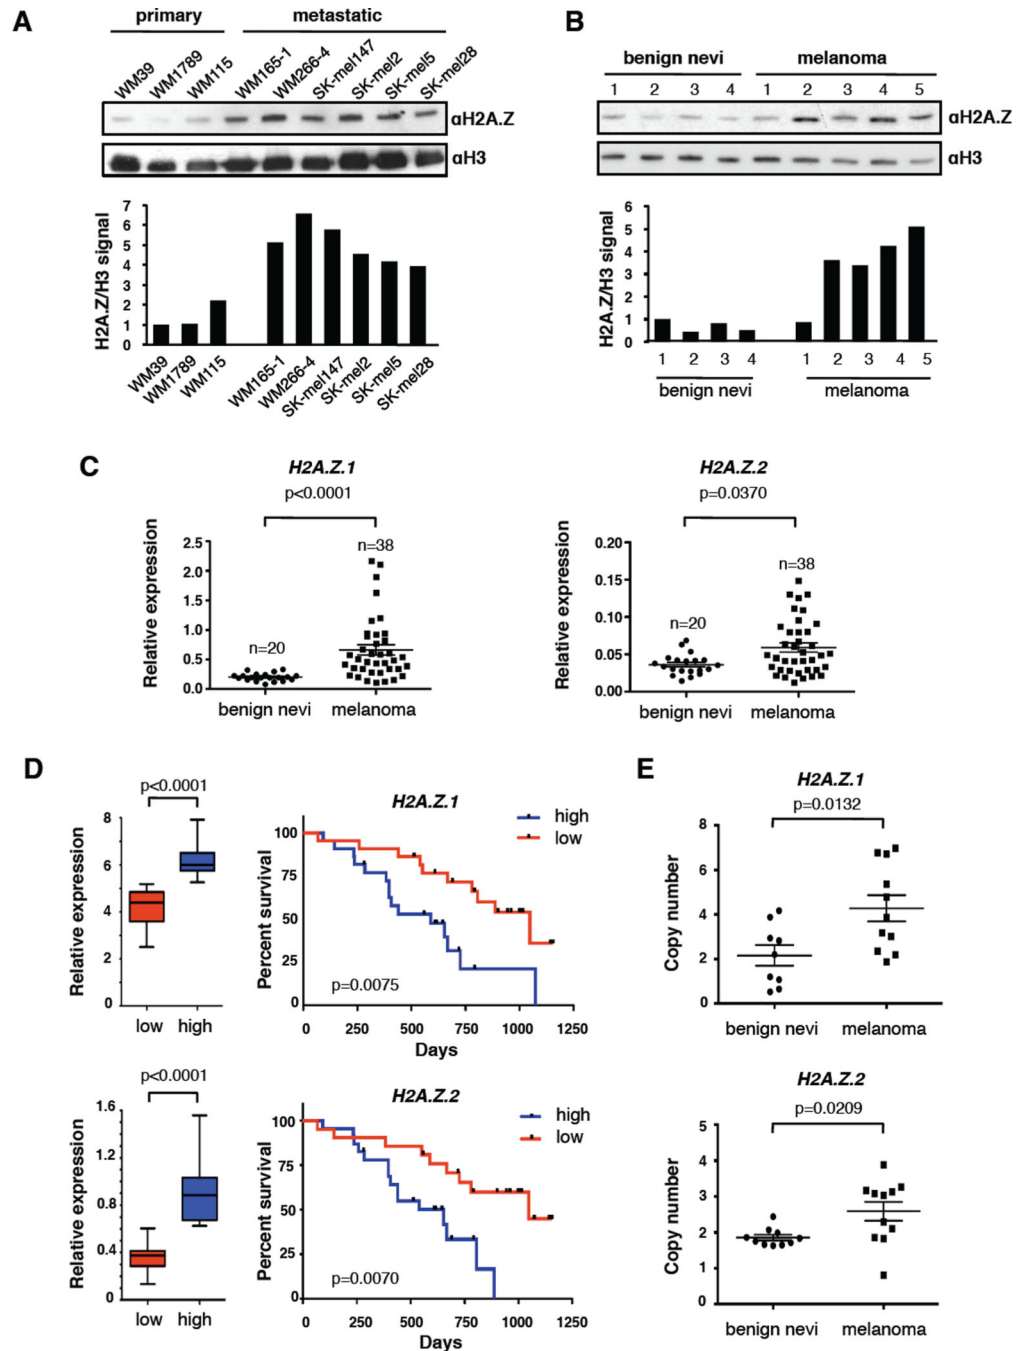 A
primary metastatic
WM39 WM1789 WM115 WM165-1 WM266-4 SK-mel147 SK-mel2 SK-mel5 SK-mel28
αH2A.Z
αH3
H2A.Z/H3 signal
7
6
5
4
3
2
1
0
WM39 WM1789 WM115 WM165-1 WM266-4 SK-mel147 SK-mel2 SK-mel5 SK-mel28
B
benign nevi melanoma
1 2 3 4 1 2 3 4 5
αH2A.Z
αH3
H2A.Z/H3 signal
6
5
4
3
2
1
0
1 2 3 4 1 2 3 4 5
benign nevi melanoma
C
H2A.Z.1
p<0.0001
Relative expression
2.5
2.0
1.5
1.0
0.5
0.0
n=20
n=38
benign nevi melanoma
H2A.Z.2
p=0.0370
Relative expression
0.20
0.15
0.10
0.05
0.00
n=20
n=38
benign nevi melanoma
D
p<0.0001
Relative expression
8
6
4
2
0
low high
H2A.Z.1
high
low
Percent survival
100
75
50
25
0
p=0.0075
0 250 500 750 1000 1250
Days
p<0.0001
Relative expression
1.6
1.2
0.8
0.4
0
low high
H2A.Z.2
high
low
Percent survival
100
75
50
25
0
p=0.0070
0 250 500 750 1000 1250
Days
E
H2A.Z.1
p=0.0132
Copy number
8
6
4
2
0
benign nevi melanoma
H2A.Z.2
p=0.0209
Copy number
5
4
3
2
1
0
benign nevi melanoma